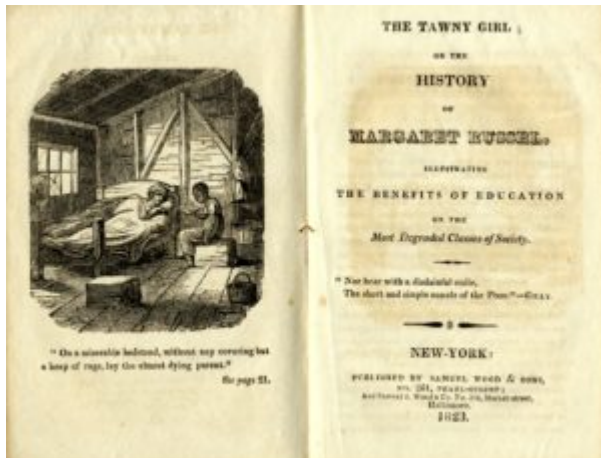 "On a miserable bedstead, without any covering but
a heap of rags, lay the almost dying parent."
See page 21.
THE TAWNY GIRL;
OR THE
HISTORY
OF
MARGARET RUSSEL,
ILLUSTRATING
THE BENEFITS OF EDUCATION
ON THE
Most Degraded Classes of Society.
"Nor hear with a disdainful smile,
The short and simple annals of the Poor."—GRAY.
NEW-YORK:
PUBLISHED BY SAMUEL WOOD & SONS,
NO. 261, PEARL-STREET;
And Samuel S. Wood & Co. No. 212, Market-street,
Baltimore.
1823.